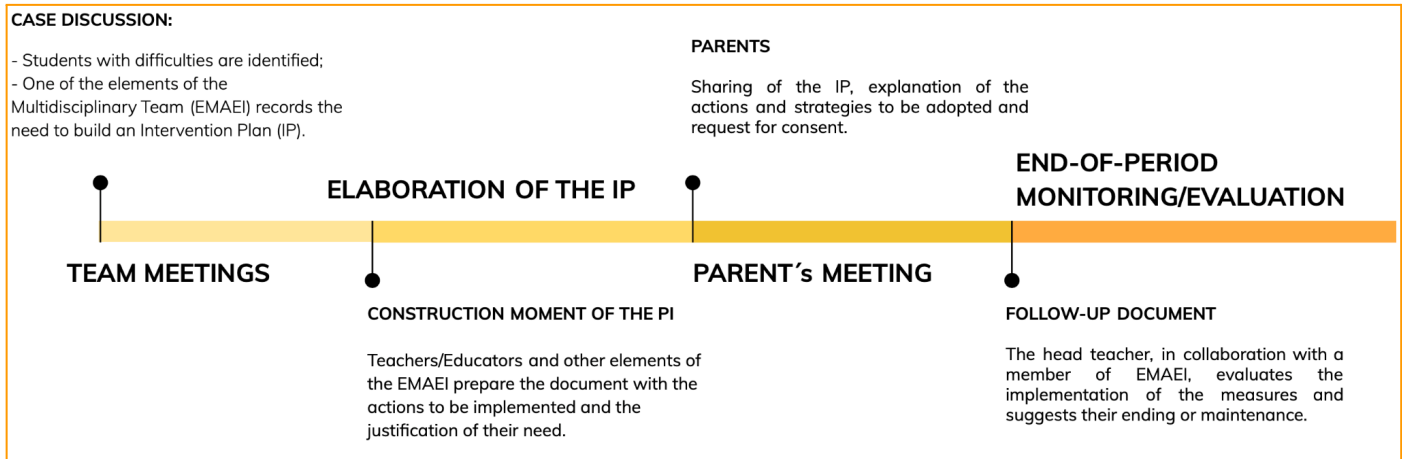 CASE DISCUSSION:
- Students with difficulties are identified;
- One of the elements of the
Multidisciplinary Team (EMAEI) records the
need to build an Intervention Plan (IP).
PARENTS
Sharing of the IP, explanation of the
actions and strategies to be adopted and
request for consent.
ELABORATION OF THE IP
END-OF-PERIOD
MONITORING/EVALUATION
TEAM MEETINGS
PARENT´s MEETING
CONSTRUCTION MOMENT OF THE PI
Teachers/Educators and other elements of
the EMAEI prepare the document with the
actions to be implemented and the
justification of their need.
FOLLOW-UP DOCUMENT
The head teacher, in collaboration with a
member of EMAEI, evaluates the
implementation of the measures and
suggests their ending or maintenance.